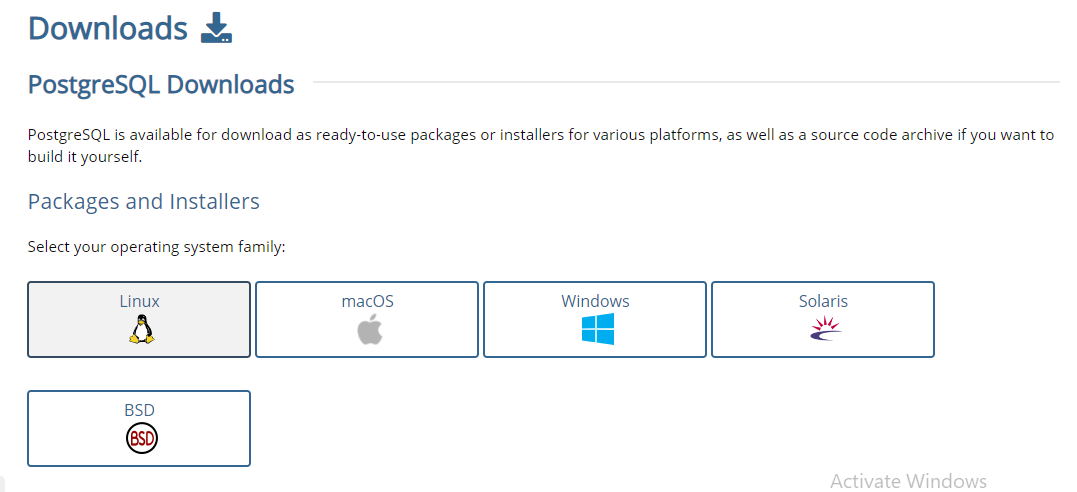 Downloads
PostgreSQL Downloads
PostgreSQL is available for download as ready-to-use packages or installers for various platforms, as well as a source code archive if you want to
build it yourself.
Packages and Installers
Select your operating system family:
Linux
macOS
Windows
Solaris
BSD
BSD
Activate Windows